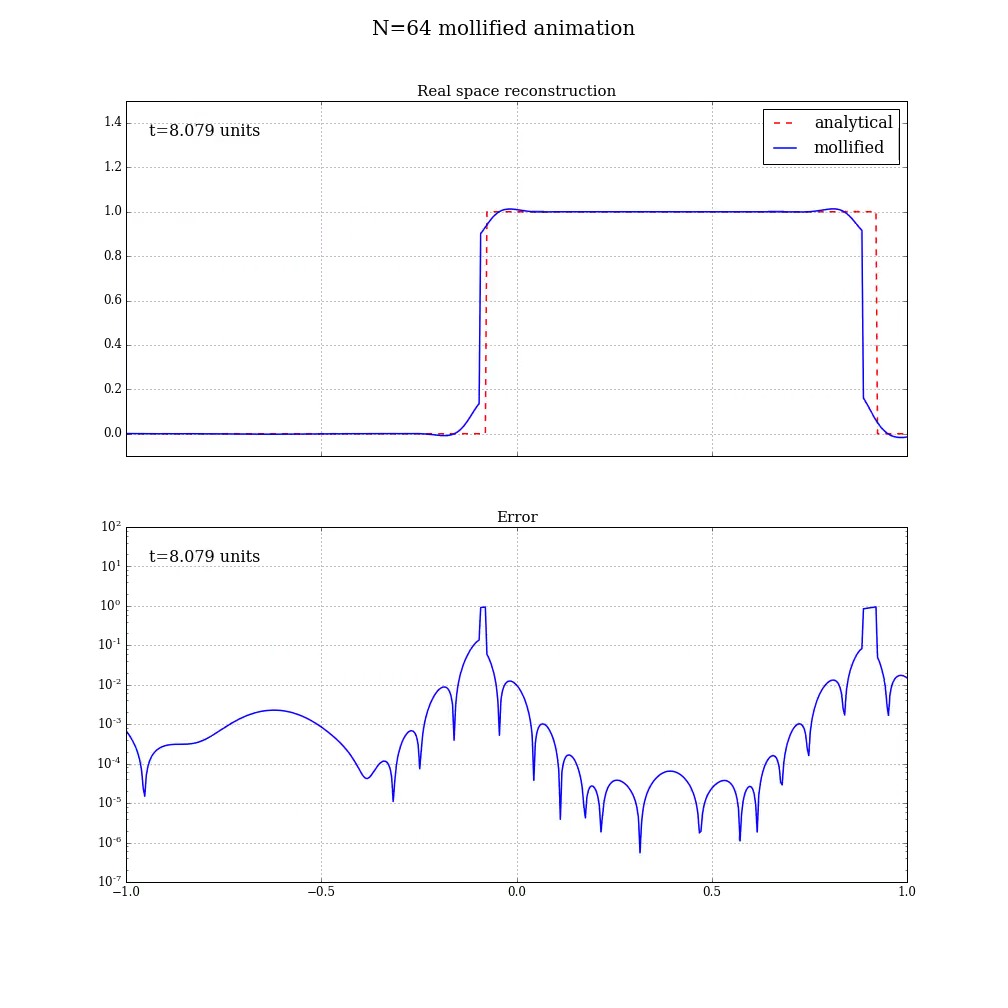 N=64 mollified animation
Real space reconstruction
t=8.079 units
analytical
mollified
1.4
1.2
1.0
0.8
0.6
0.4
0.2
0.0
Error
t=8.079 units
10²
10¹
10⁰
10⁻¹
10⁻²
10⁻³
10⁻⁴
10⁻⁵
10⁻⁶
10⁻⁷
−1.0 −0.5 0.0 0.5 1.0